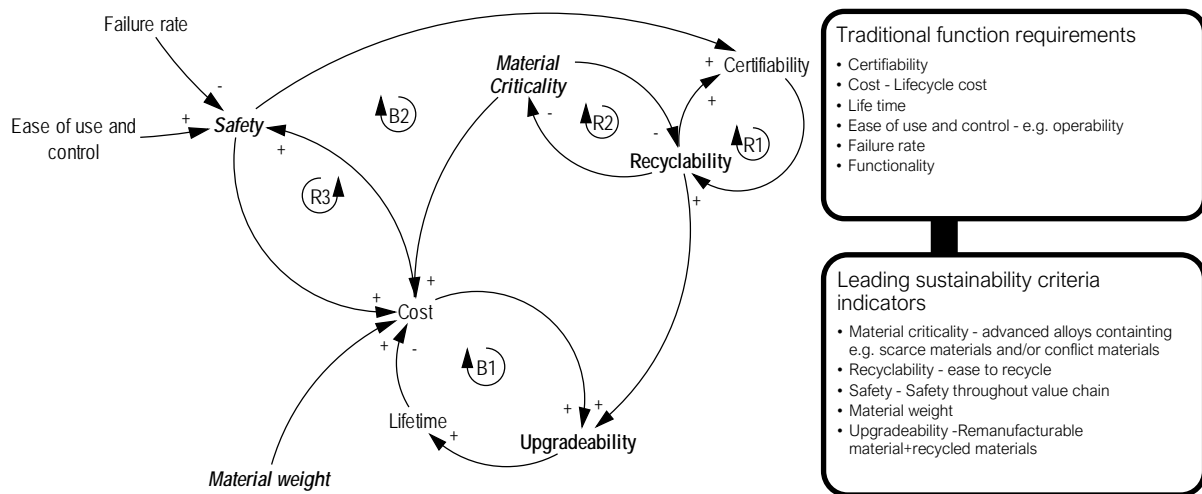 Failure rate
-
Ease of use and
control
+
Safety
+
B2
R3
Material
Criticality
-
R2
-
Recyclability
+
+
Certifiability
+
R1
+
+
+
Cost
+
-
B1
Lifetime
+
+
+
Upgradeability
Material weight
Traditional function requirements
• Certifiability
• Cost - Lifecycle cost
• Life time
• Ease of use and control - e.g. operability
• Failure rate
• Functionality
Leading sustainability criteria
indicators
• Material criticality - advanced alloys containting
e.g. scarce materials and/or conflict materials
• Recyclability - ease to recycle
• Safety - Safety throughout value chain
• Material weight
• Upgradeability -Remanufacturable
material+recycled materials